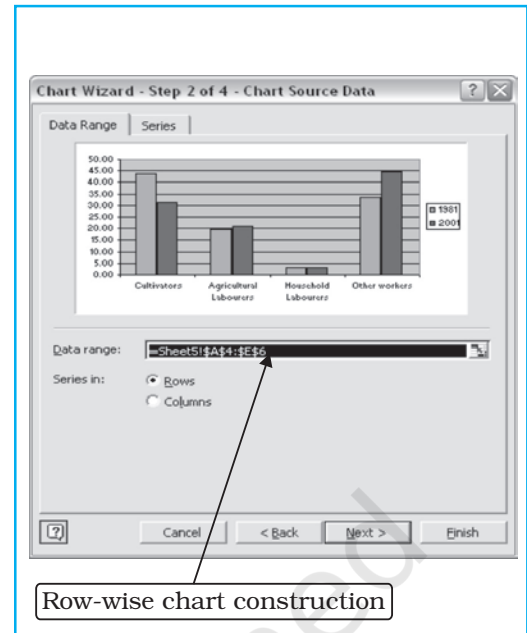 Chart Wizard - Step 2 of 4 - Chart Source Data
Data Range Series
50.00
45.00
40.00
35.00
30.00
25.00
20.00
15.00
10.00
5.00
0.00
Cultivators Agricultural Labourers Household Labourers Other workers
1981
2001
Data range: =Sheet5!$A$4:$E$6
Series in: Rows
Columns
Cancel < Back Next > Finish
Row-wise chart construction